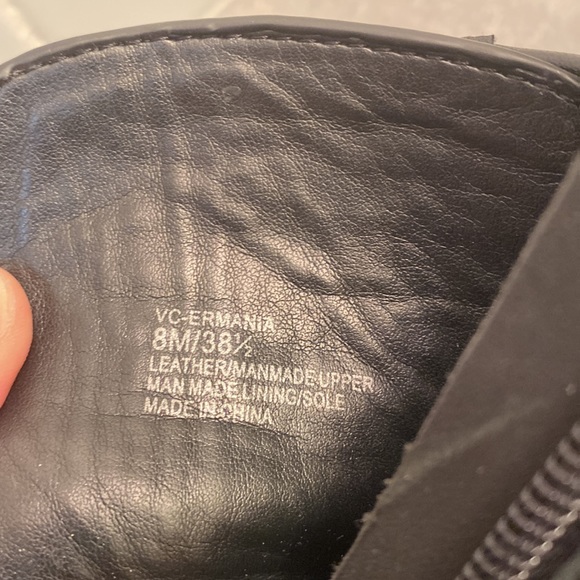 VC-ERMANIA
8M/38½
LEATHER/MANMADE UPPER
MAN MADE LINING/SOLE
MADE IN CHINA